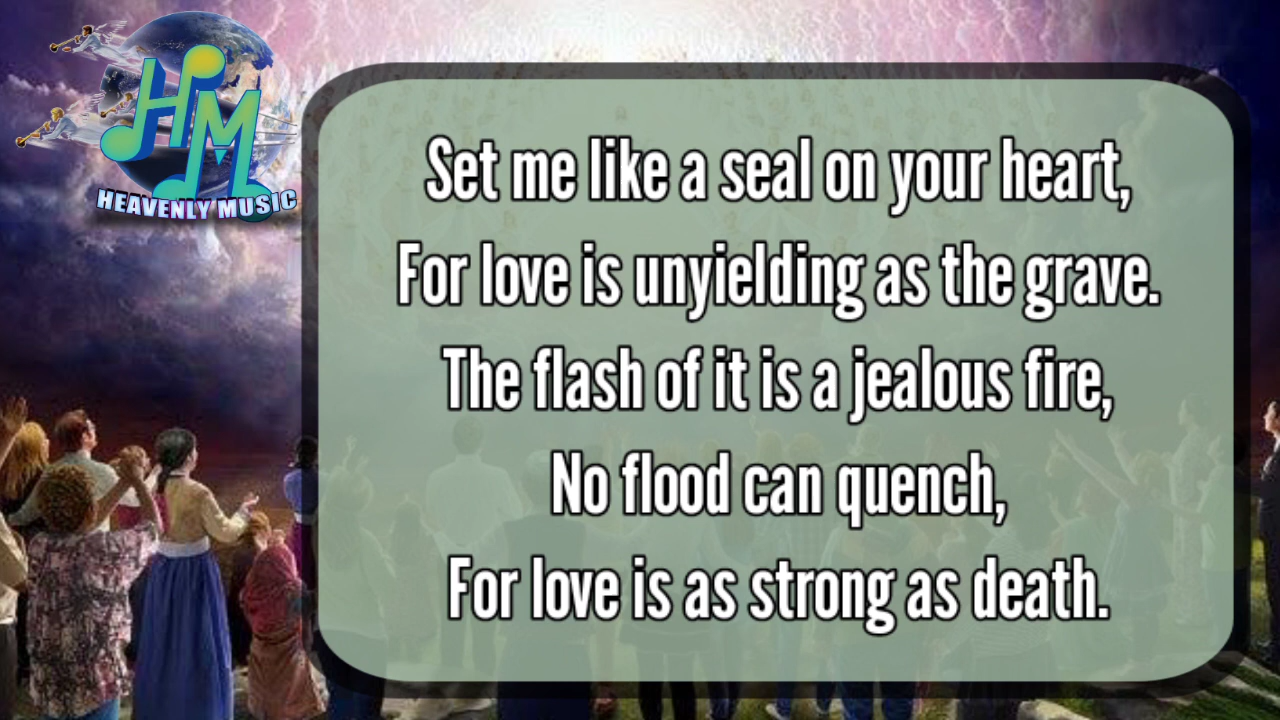 HM
HEAVENLY MUSIC
Set me like a seal on your heart,
For love is unyielding as the grave.
The flash of it is a jealous fire,
No flood can quench,
For love is as strong as death.